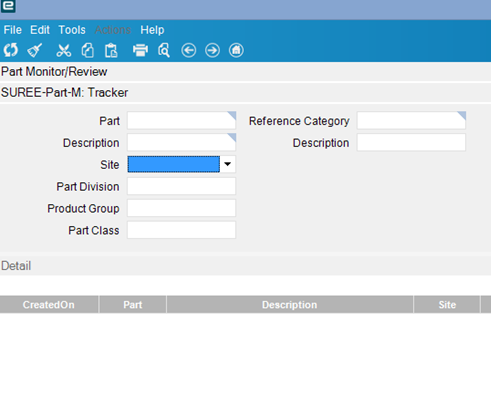 File Edit Tools Actions Help
Part Monitor/Review
SUREE-Part-M: Tracker
Part Reference Category
Description Description
Site
Part Division
Product Group
Part Class
Detail
CreatedOn Part Description Site